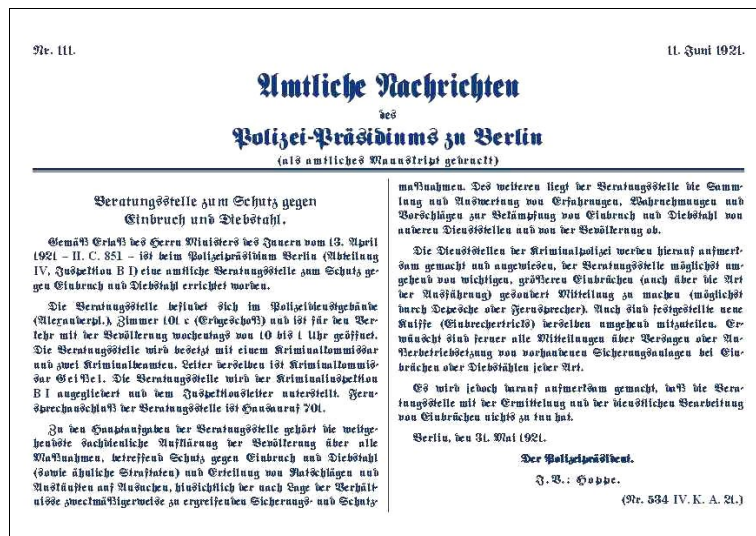 Nr. 111.
11. Juni 1921.
Amtliche Nachrichten
des
Polizei-Präsidiums zu Berlin
(als amtliches Manuskript gedruckt)
Beratungsstelle zum Schutz gegen
Einbruch und Diebstahl.
Gemäß Erlaß des Herrn Ministers des Innern vom 13. April
1921 – II. C. 851 – ist beim Polizeipräsidium Berlin (Abteilung
IV, Inspektion B I) eine amtliche Beratungsstelle zum Schutz ge-
gen Einbruch und Diebstahl errichtet worden.
Die Beratungsstelle befindet sich im Polizeidienstgebäude
(Alexanderpl.), Zimmer 101 c (Erdgeschoß) und ist für den Ver-
kehr mit der Bevölkerung wochentags von 10 bis 1 Uhr geöffnet.
Die Beratungsstelle wird besetzt mit einem Kriminalkommissar
und zwei Kriminalbeamten. Leiter derselben ist Kriminalkommis-
sar Geißel. Die Beratungsstelle wird der Kriminalinspektion
B I angegliedert und dem Inspektionsleiter unterstellt. Fern-
sprechanschluß der Beratungsstelle ist Hausanruf 701.
Zu den Hauptaufgaben der Beratungsstelle gehört die weitge-
hendste sachdienliche Aufklärung der Bevölkerung über alle
Maßnahmen, betreffend Schutz gegen Einbruch und Diebstahl
(sowie ähnliche Straftaten) und Erteilung von Ratschlägen und
Auskünften auf Ansuchen, hinsichtlich der nach Lage der Verhält-
nisse zweckmäßigerweise zu ergreifenden Sicherungs- und Schutz-
maßnahmen. Des weiteren liegt der Beratungsstelle die Samm-
lung und Auswertung von Erfahrungen, Wahrnehmungen und
Vorschlägen zur Bekämpfung von Einbruch und Diebstahl von
anderen Dienststellen und von der Bevölkerung ob.
Die Dienststellen der Kriminalpolizei werden hierauf aufmerk-
sam gemacht und angewiesen, der Beratungsstelle möglichst um-
gehend von wichtigen, größeren Einbrüchen (auch über die Art
der Ausführung) gesondert Mitteilung zu machen (möglichst
durch Depesche oder Fernsprecher). Auch sind festgestellte neue
Kniffe (Einbrechertricks) derselben umgehend mitzuteilen. Er-
wünscht sind ferner alle Mitteilungen über Versagen oder Au-
ßerbetriebsetzung von vorhandenen Sicherungsanlagen bei Ein-
brüchen oder Diebstählen jeder Art.
Es wird jedoch darauf aufmerksam gemacht, daß die Bera-
tungsstelle mit der Ermittelung und der dienstlichen Bearbeitung
von Einbrüchen nichts zu tun hat.
Berlin, den 31. Mai 1921.
Der Polizeipräsident.
J.V.: Hoppe.
(Nr. 534 IV. K. A. 21.)